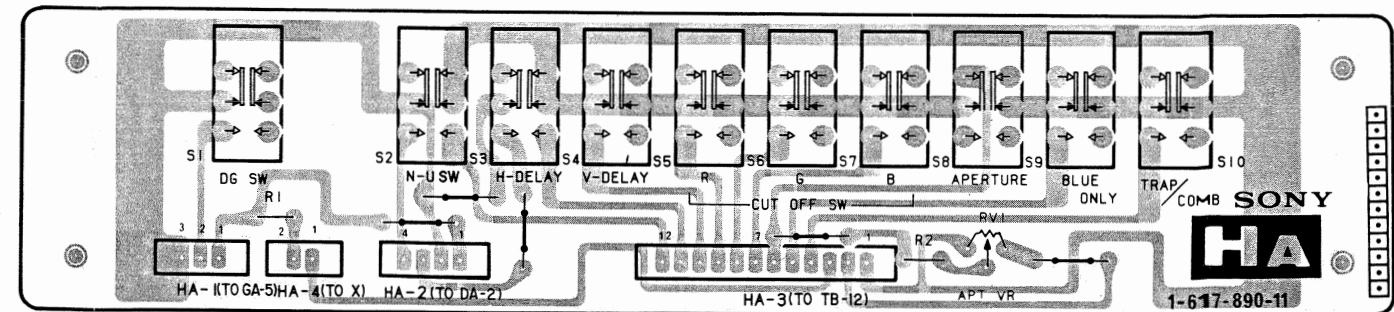 S1
S2
S3
S4
S5
S6
S7
S8
S9
S10
DG SW
N-U SW
H-DELAY
V-DELAY
R
G
B
APERTURE
BLUE
ONLY
TRAP/
COMB
CUT OFF SW
R1
3 2 1
2 1
4 1
12 7 1
R2
RV1
APT VR
HA-1(TO GA-5)
HA-4(TO X)
HA-2(TO DA-2)
HA-3(TO TB-12)
SONY
HA
1-617-890-11